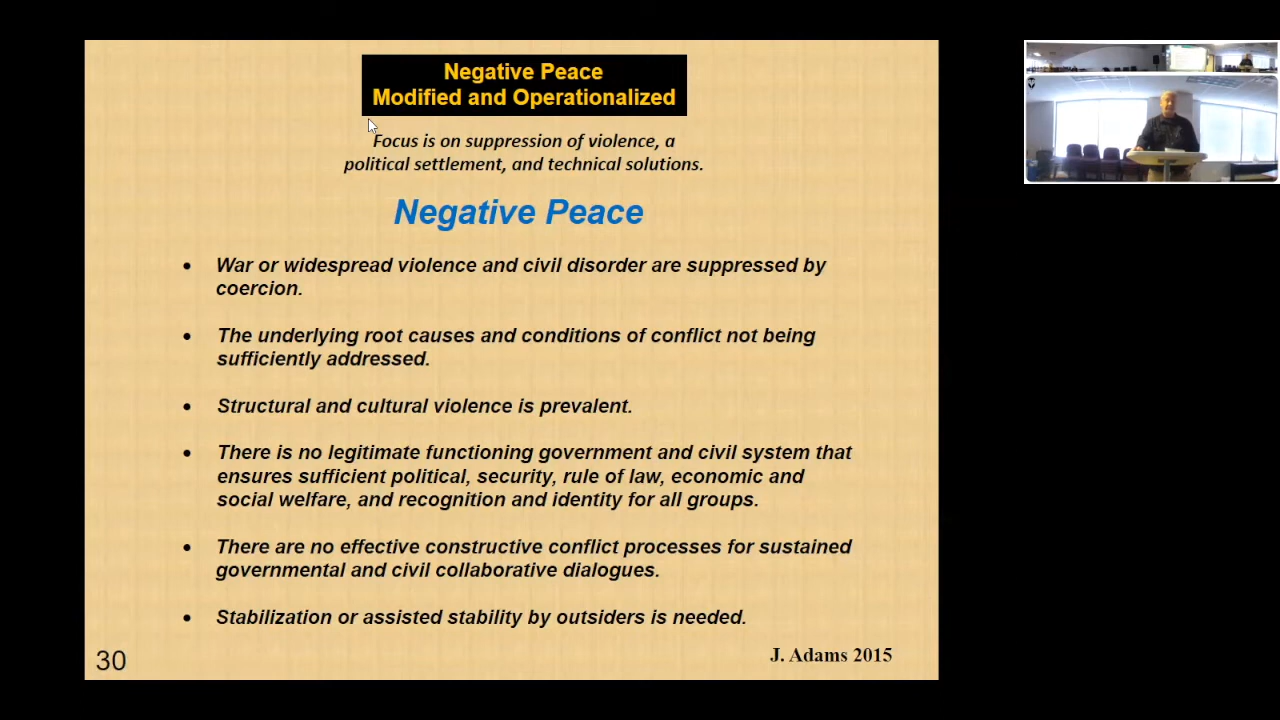 Negative Peace
Modified and Operationalized
Focus is on suppression of violence, a
political settlement, and technical solutions.
Negative Peace
• War or widespread violence and civil disorder are suppressed by
coercion.
• The underlying root causes and conditions of conflict not being
sufficiently addressed.
• Structural and cultural violence is prevalent.
• There is no legitimate functioning government and civil system that
ensures sufficient political, security, rule of law, economic and
social welfare, and recognition and identity for all groups.
• There are no effective constructive conflict processes for sustained
governmental and civil collaborative dialogues.
• Stabilization or assisted stability by outsiders is needed.
30
J. Adams 2015